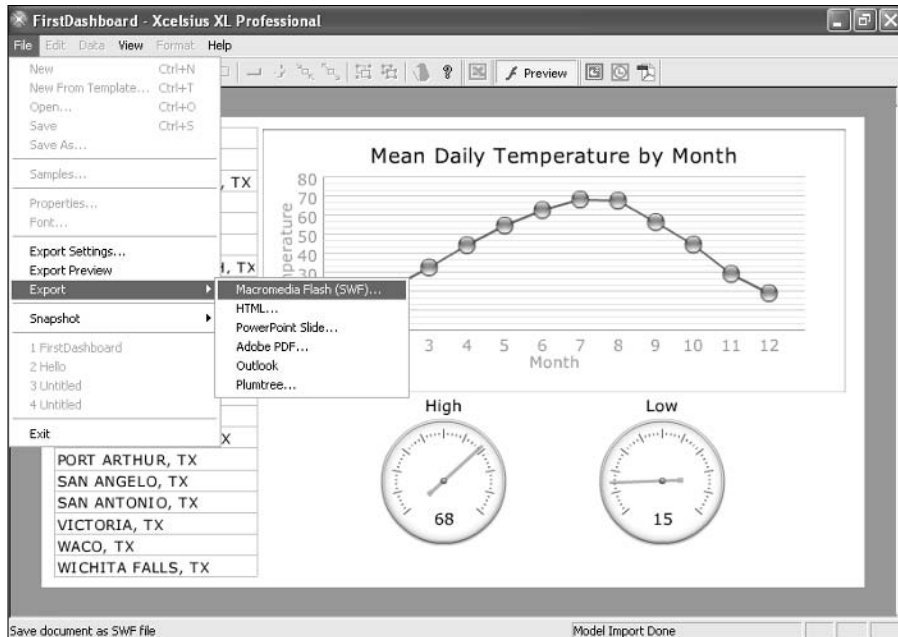 FirstDashboard - Xcelsius XL Professional
File Edit Data View Format Help
New Ctrl+N
New From Template... Ctrl+T
Open... Ctrl+O
Save Ctrl+S
Save As...
Samples...
Properties...
Font...
Export Settings...
Export Preview
Export
Snapshot
1 FirstDashboard
2 Hello
3 Untitled
4 Untitled
Exit
Macromedia Flash (SWF)...
HTML...
PowerPoint Slide...
Adobe PDF...
Outlook
Plumtree...
Preview
, TX
, TX
X
PORT ARTHUR, TX
SAN ANGELO, TX
SAN ANTONIO, TX
VICTORIA, TX
WACO, TX
WICHITA FALLS, TX
Mean Daily Temperature by Month
80
70
60
50
40
30
3 4 5 6 7 8 9 10 11 12
Month
High
68
Low
15
Save document as SWF file
Model Import Done